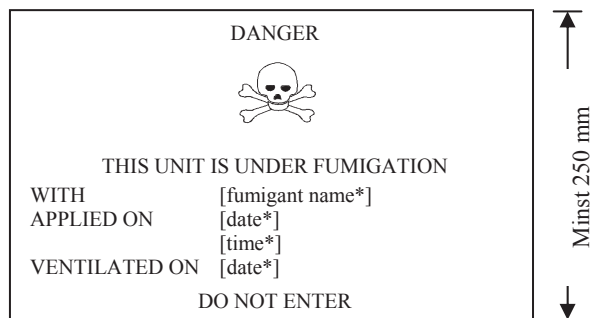 DANGER
THIS UNIT IS UNDER FUMIGATION
WITH [fumigant name*]
APPLIED ON [date*]
[time*]
VENTILATED ON [date*]
DO NOT ENTER
Minst 250 mm